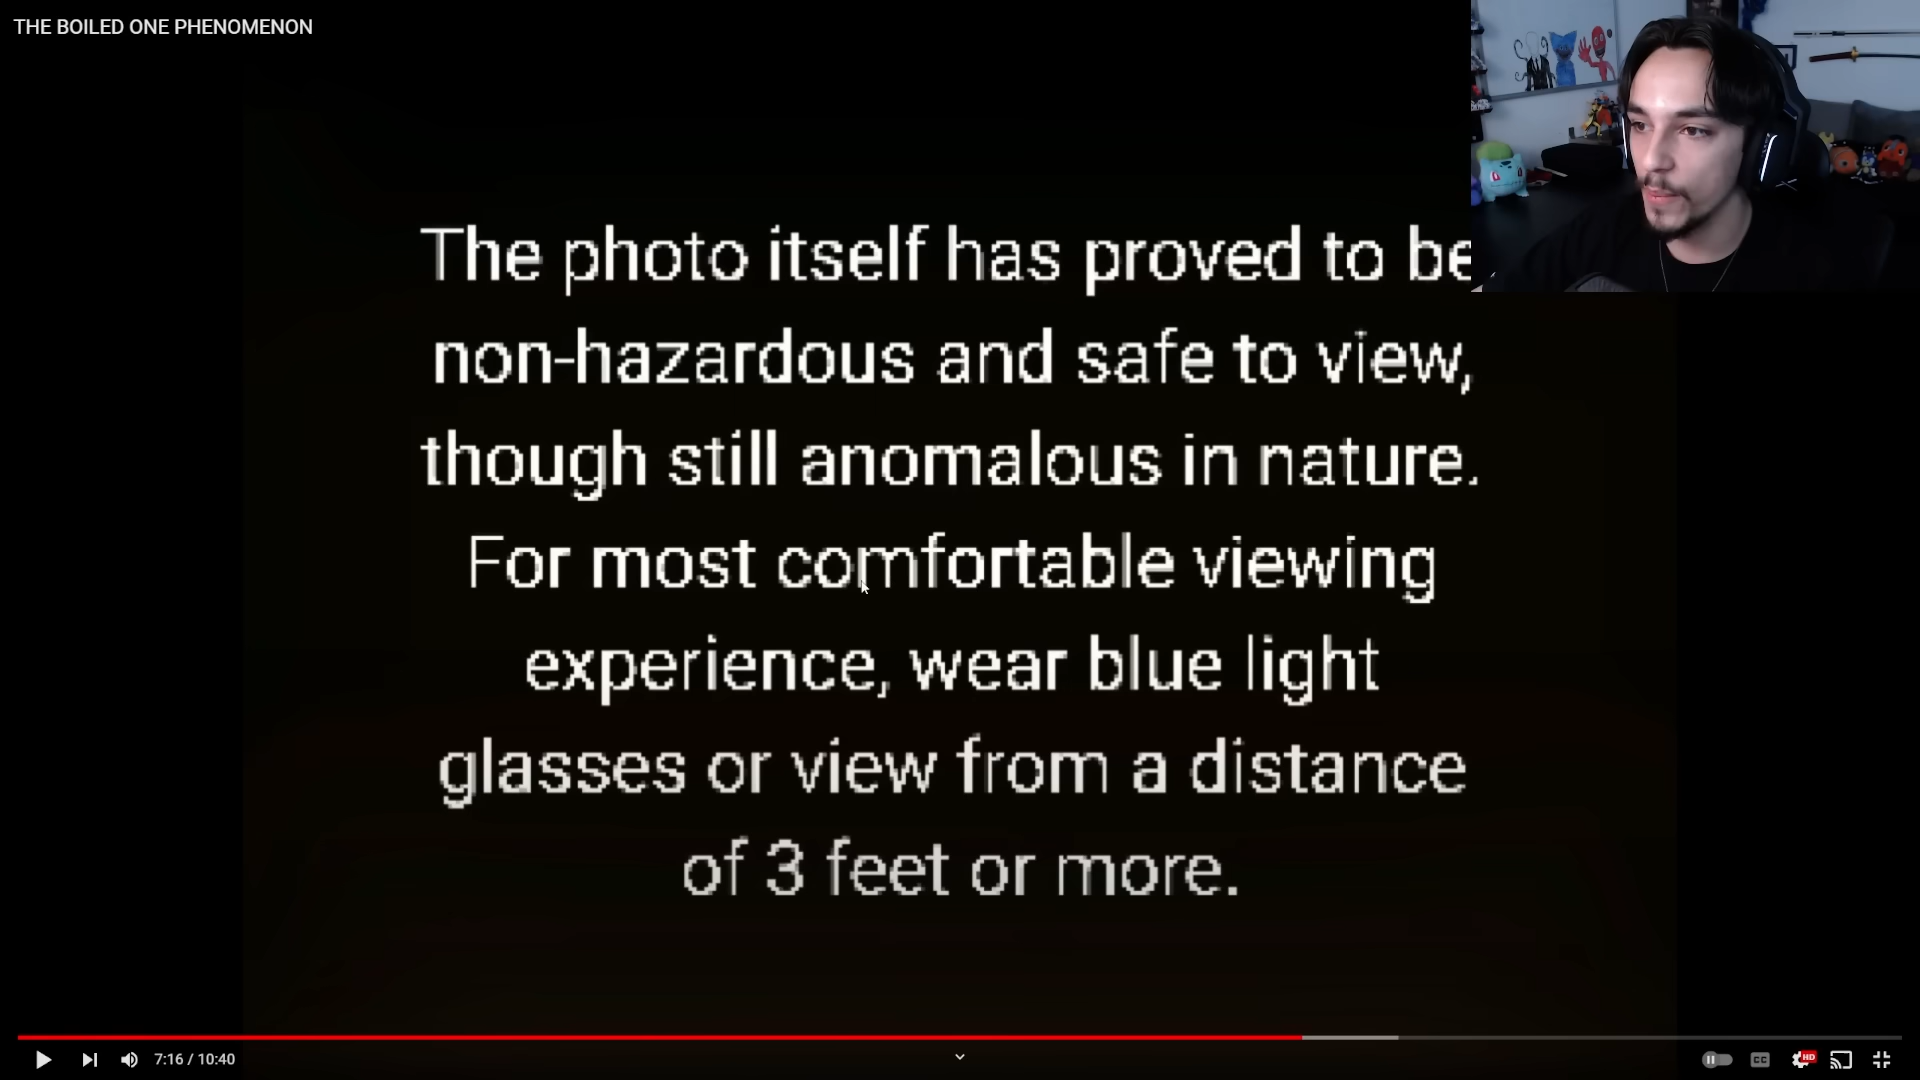 THE BOILED ONE PHENOMENON
The photo itself has proved to be
non-hazardous and safe to view,
though still anomalous in nature.
For most comfortable viewing
experience, wear blue light
glasses or view from a distance
of 3 feet or more.
7:16 / 10:40
CC
HD